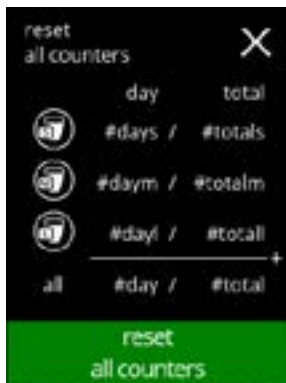 reset
all counters
day total
#days / #totals
#daym / #totalm
#dayl / #totall
+
all #day / #total
reset
all counters